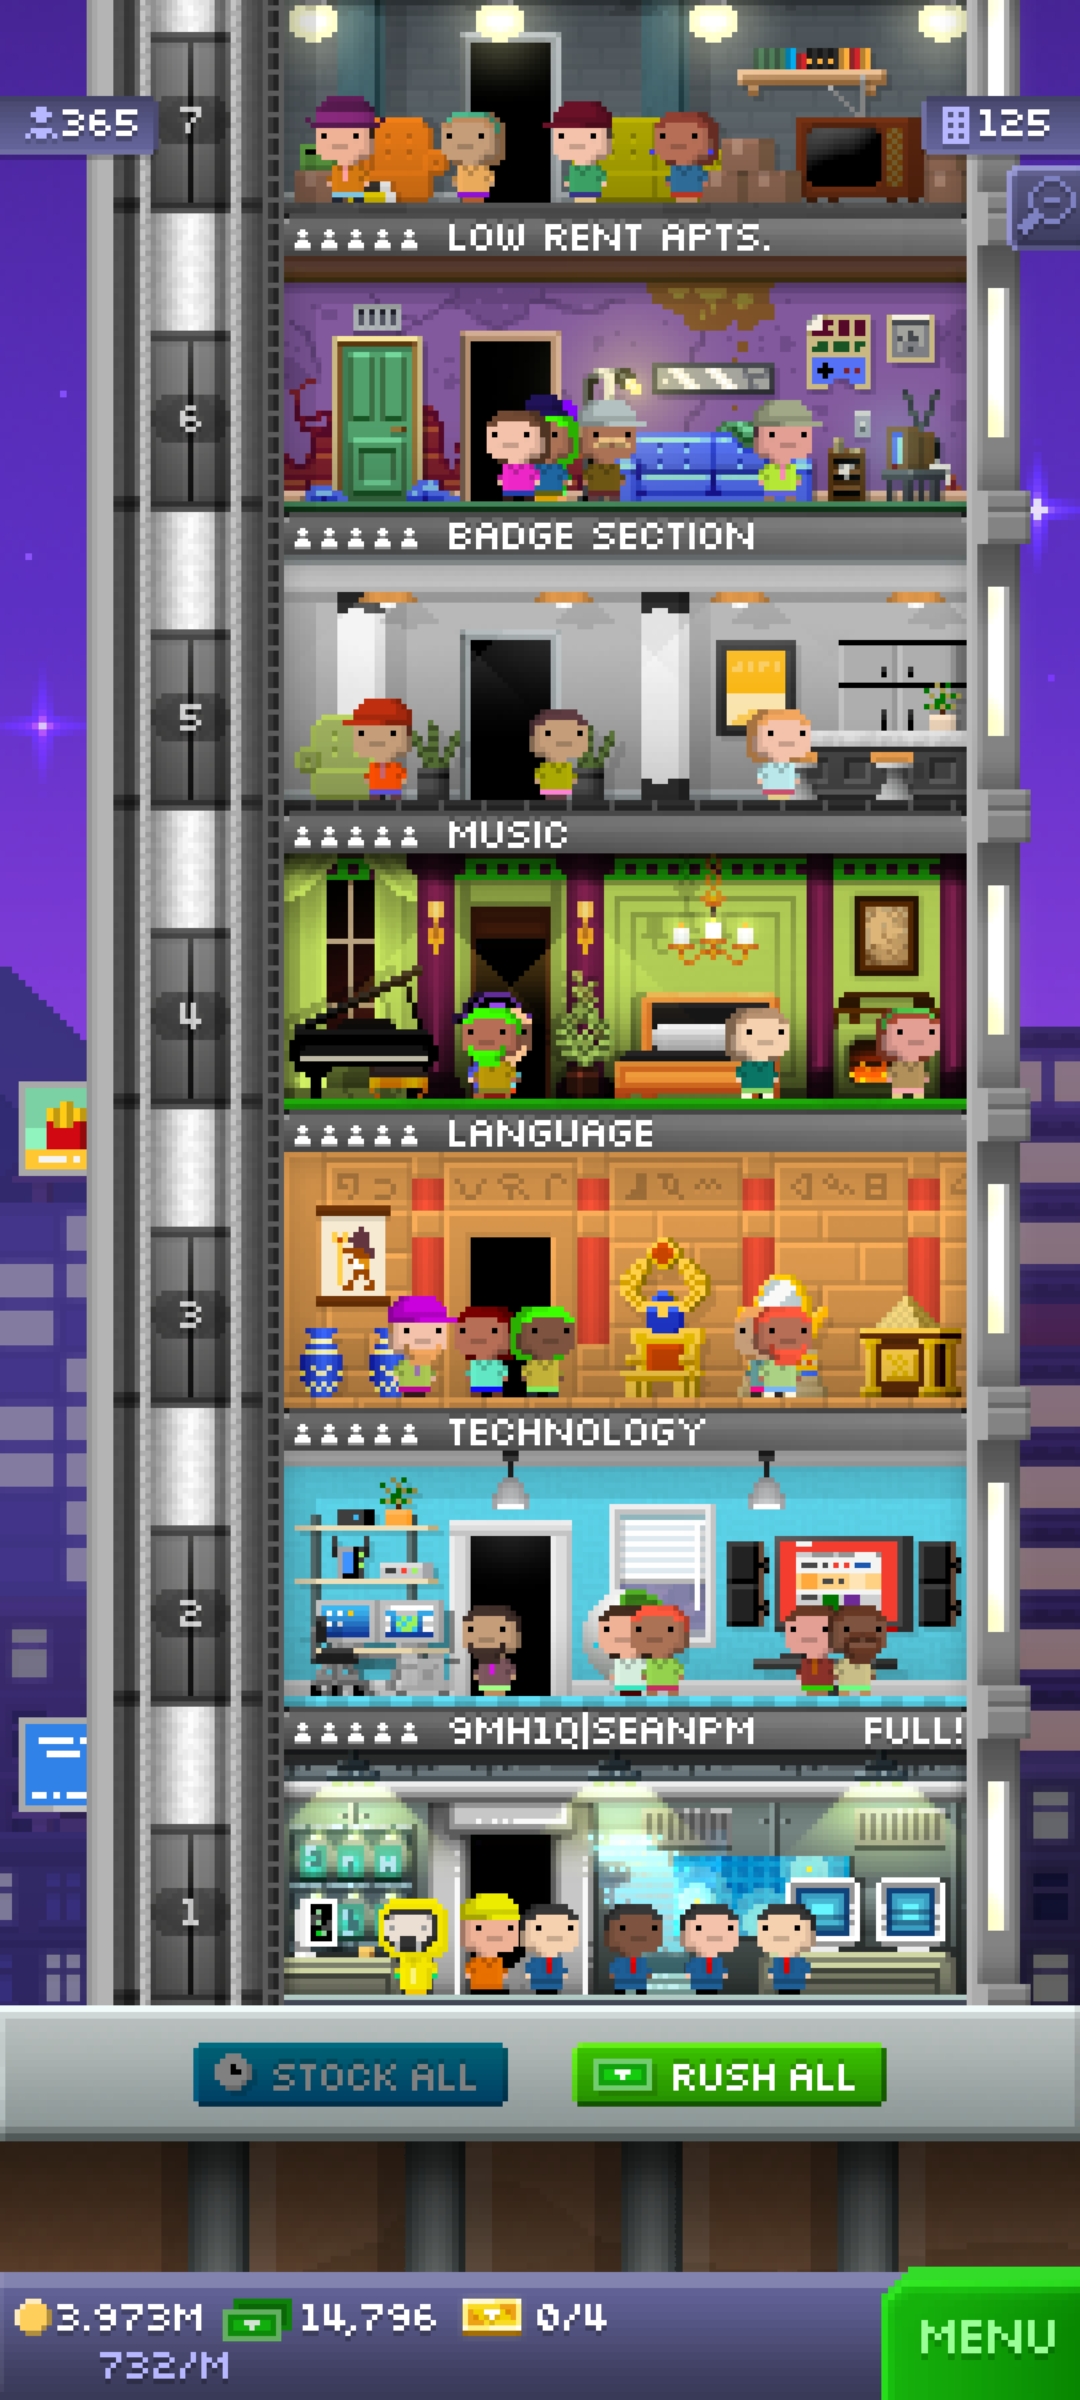 365
7
125
LOW RENT APTS.
6
BADGE SECTION
5
MUSIC
4
LANGUAGE
3
TECHNOLOGY
2
9MH1Q|SEANPM FULL!
1
STOCK ALL
RUSH ALL
3.973M 14,796 0/4
732/M
MENU